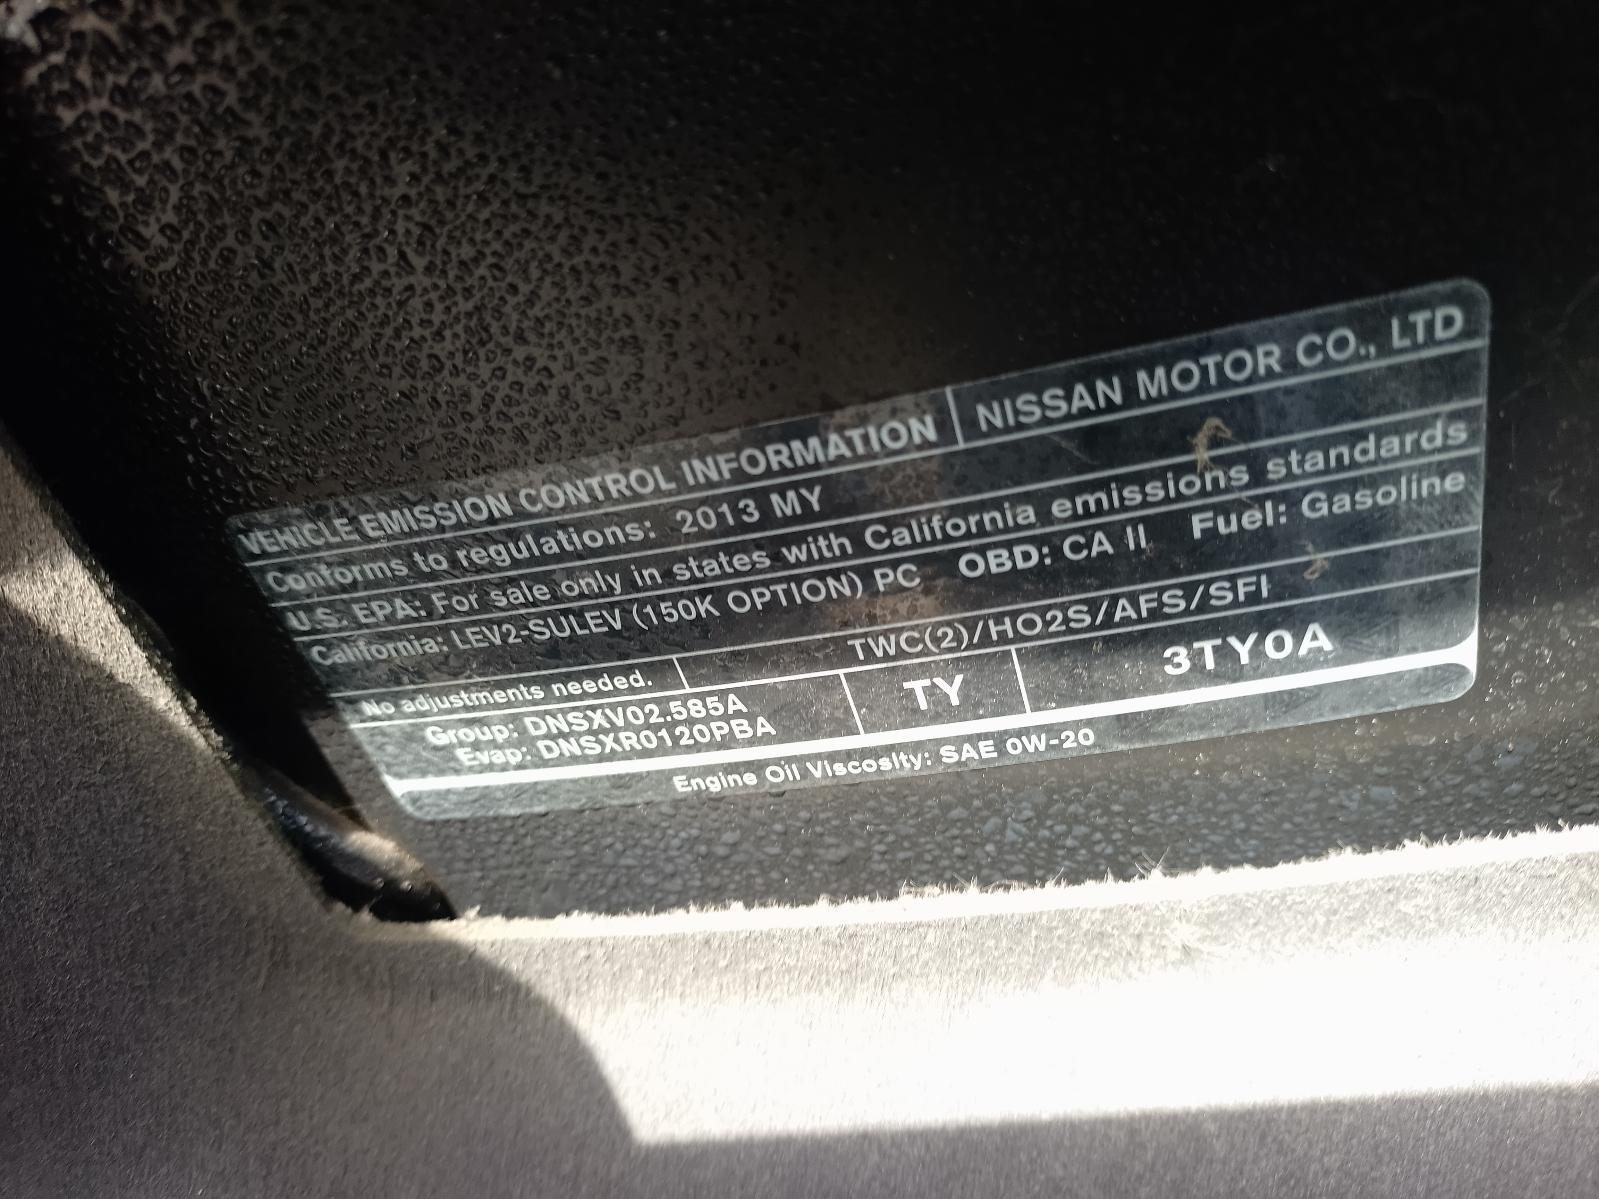 VEHICLE EMISSION CONTROL INFORMATION NISSAN MOTOR CO., LTD
Conforms to regulations: 2013 MY
U.S. EPA: For sale only in states with California emissions standards
California: LEV2-SULEV (150K OPTION) PC OBD: CA II Fuel: Gasoline
No adjustments needed. TWC(2)/HO2S/AFS/SFI
Group: DNSXV02.585A TY 3TY0A
Evap: DNSXR0120PBA
Engine Oil Viscosity: SAE 0W-20